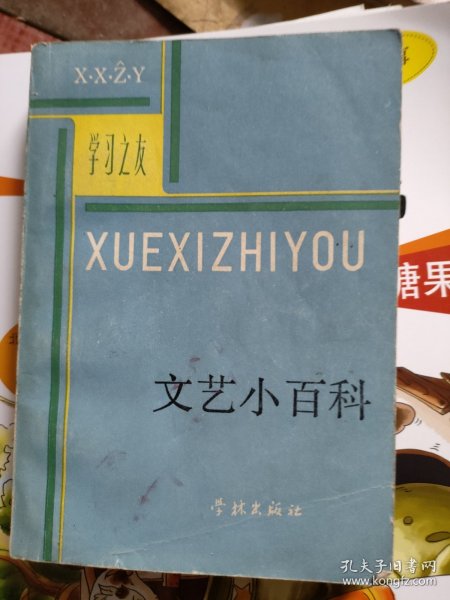 X·X·Ẑ·Y
学习之友
XUEXIZHIYOU
文艺小百科
学林出版社
糖果
孔夫子旧书网
www.kongfz.com